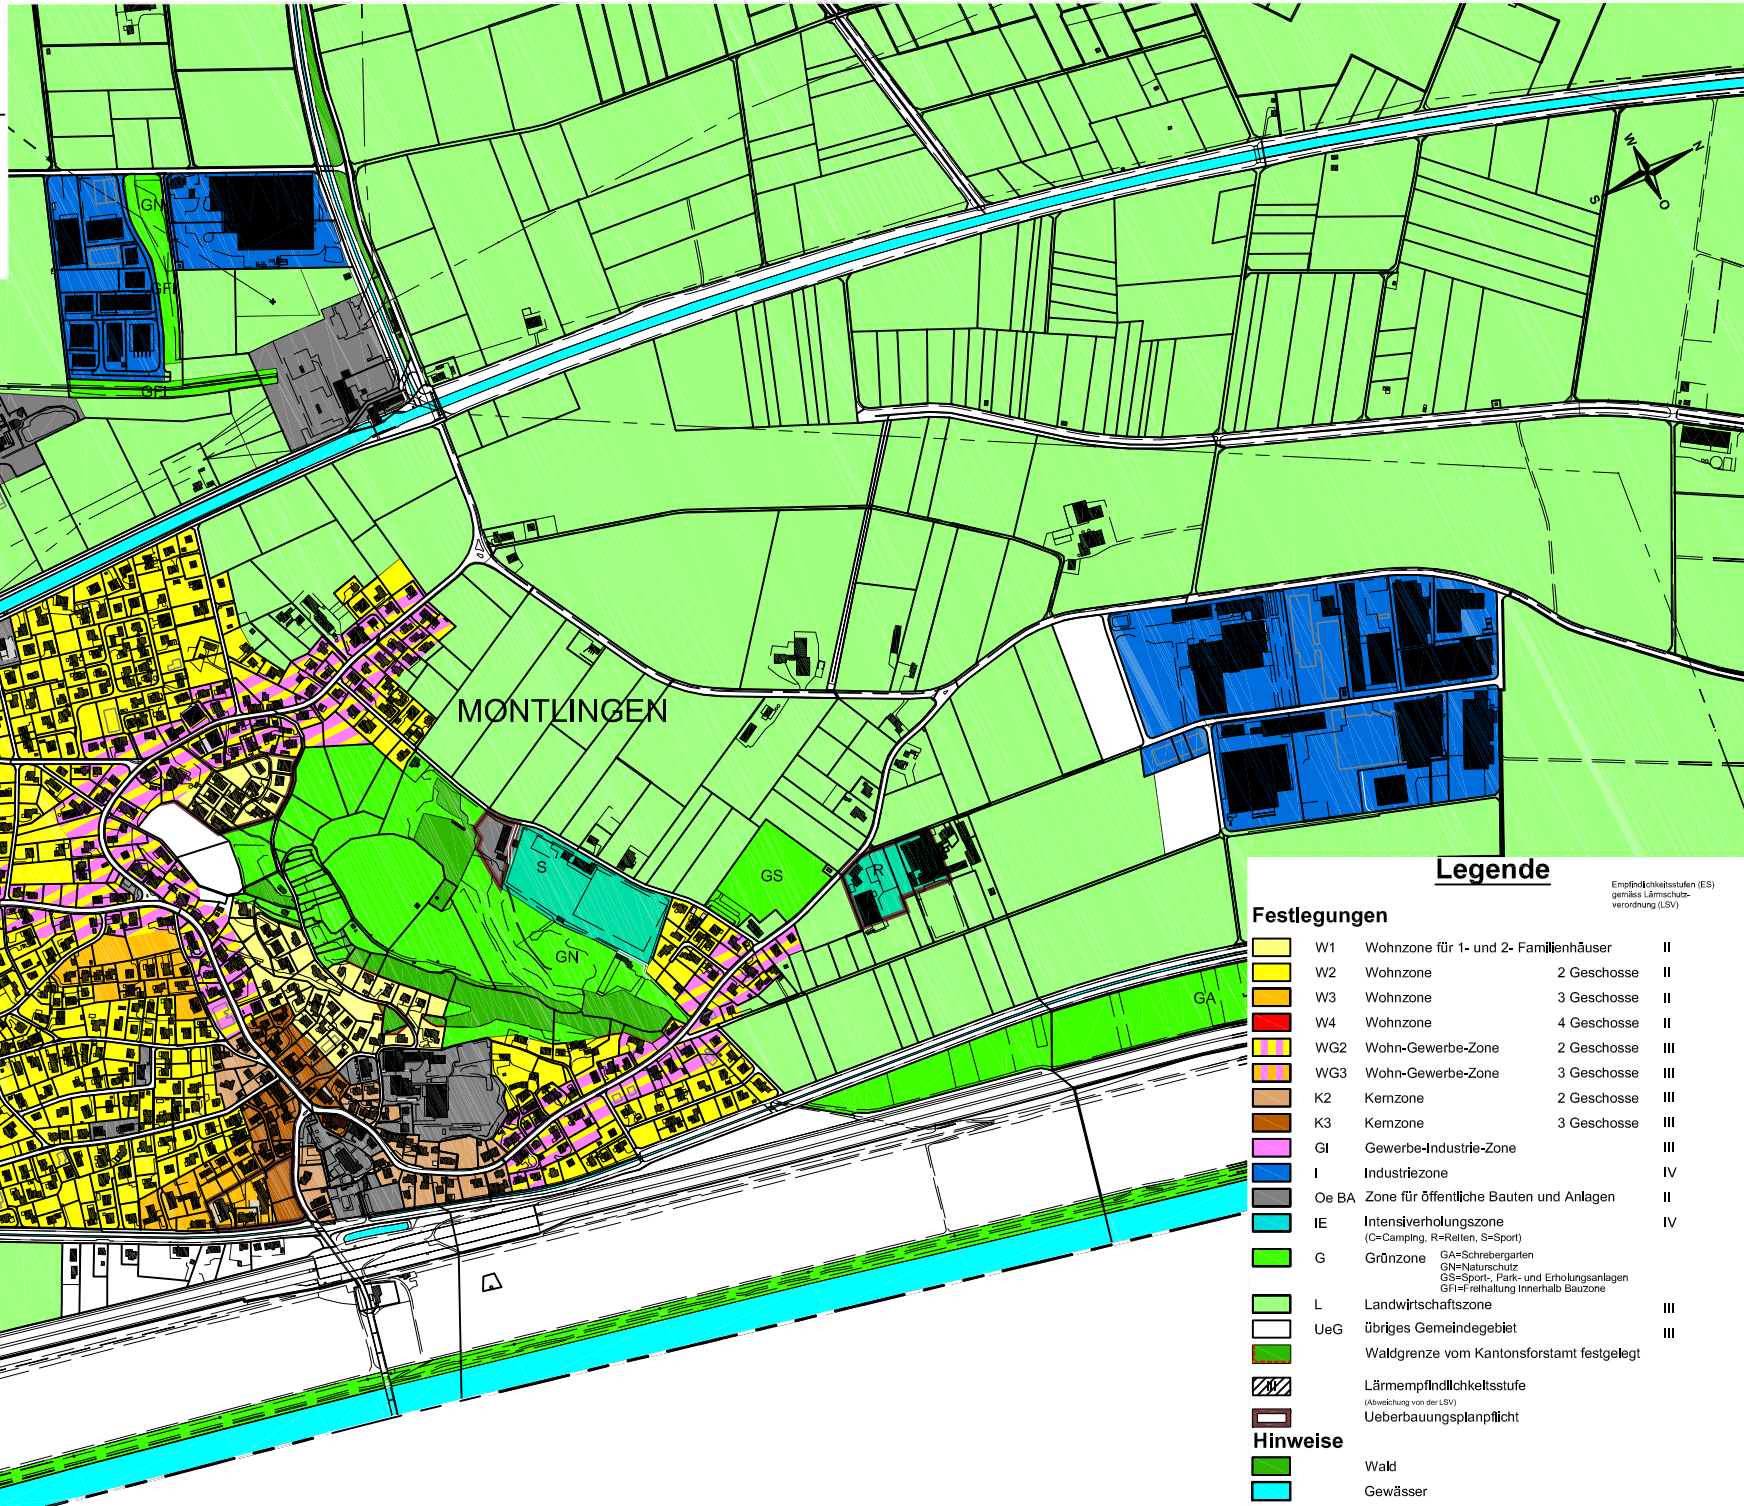 W
N
S
O
GN
GFI
GFI
MONTLINGEN
S
GS
R
GN
GA
Legende
Empfindlichkeitsstufen (ES)
gemäss Lärmschutz-
verordnung (LSV)
Festlegungen
W1 Wohnzone für 1- und 2- Familienhäuser II
W2 Wohnzone 2 Geschosse II
W3 Wohnzone 3 Geschosse II
W4 Wohnzone 4 Geschosse II
WG2 Wohn-Gewerbe-Zone 2 Geschosse III
WG3 Wohn-Gewerbe-Zone 3 Geschosse III
K2 Kernzone 2 Geschosse III
K3 Kernzone 3 Geschosse III
GI Gewerbe-Industrie-Zone III
I Industriezone IV
Oe BA Zone für öffentliche Bauten und Anlagen II
IE Intensiverholungszone IV
(C=Camping, R=Reiten, S=Sport)
G Grünzone GA=Schrebergarten
GN=Naturschutz
GS=Sport-, Park- und Erholungsanlagen
GFI=Freihaltung innerhalb Bauzone
L Landwirtschaftszone III
UeG übriges Gemeindegebiet III
Waldgrenze vom Kantonsforstamt festgelegt
III Lärmempfindlichkeitsstufe
(Abweichung von der LSV)
Ueberbauungsplanpflicht
Hinweise
Wald
Gewässer